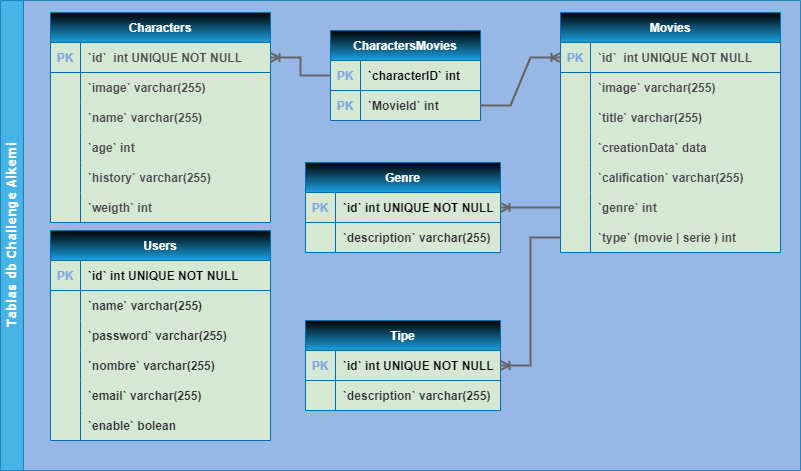 Tablas db Challenge Alkemi
Characters
PK `id` int UNIQUE NOT NULL
`image` varchar(255)
`name` varchar(255)
`age` int
`history` varchar(255)
`weigth` int
Users
PK `id` int UNIQUE NOT NULL
`name` varchar(255)
`password` varchar(255)
`nombre` varchar(255)
`email` varchar(255)
`enable` bolean
CharactersMovies
PK `characterID` int
PK `MovieId` int
Genre
PK `id` int UNIQUE NOT NULL
`description` varchar(255)
Tipe
PK `id` int UNIQUE NOT NULL
`description` varchar(255)
Movies
PK `id` int UNIQUE NOT NULL
`image` varchar(255)
`title` varchar(255)
`creationData` data
`calification` varchar(255)
`genre` int
`type` (movie | serie ) int